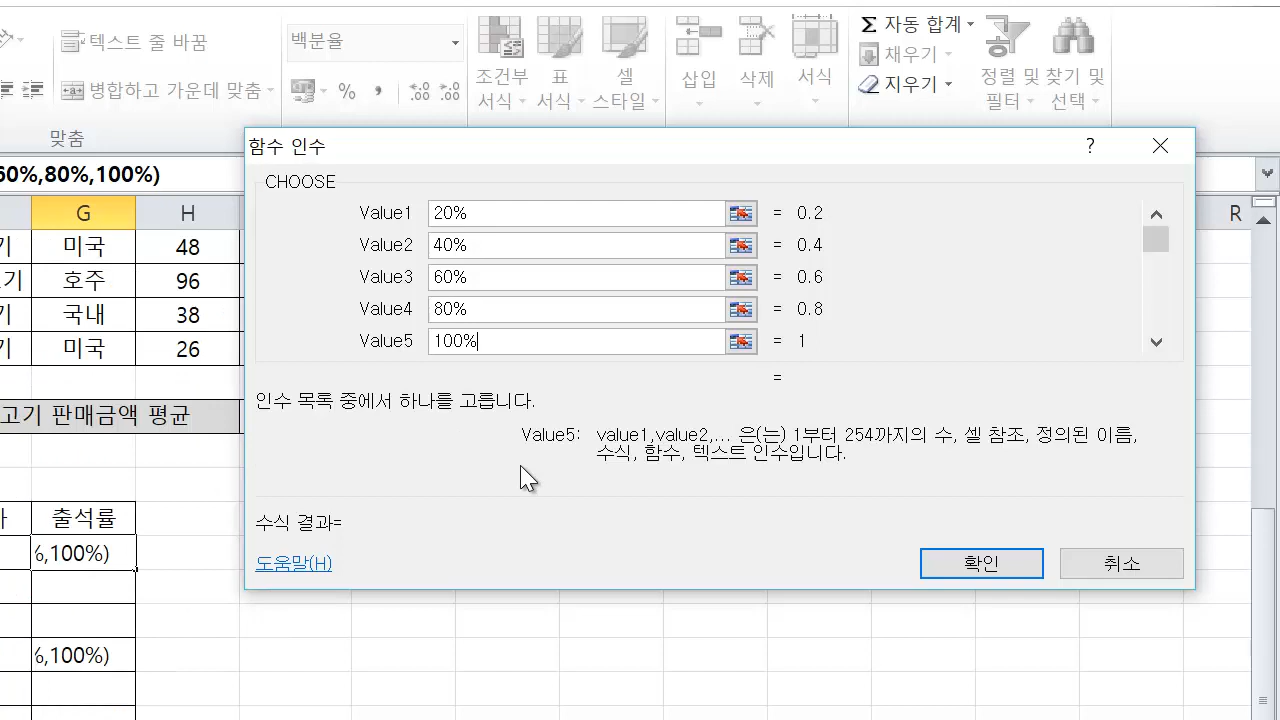 텍스트 줄 바꿈
병합하고 가운데 맞춤
맞춤
백분율
%
조건부 서식
표 서식
셀 스타일
삽입
삭제
서식
Σ 자동 합계
채우기
지우기
정렬 및 필터
찾기 및 선택
60%,80%,100%)
G H R
기 미국 48
기 호주 96
기 국내 38
기 미국 26
고기 판매금액 평균
출석률
%,100%)
%,100%)
함수 인수
?
CHOOSE
Value1 20% = 0.2
Value2 40% = 0.4
Value3 60% = 0.6
Value4 80% = 0.8
Value5 100% = 1
=
인수 목록 중에서 하나를 고릅니다.
Value5: value1,value2,... 은(는) 1부터 254까지의 수, 셀 참조, 정의된 이름,
수식, 함수, 텍스트 인수입니다.
수식 결과=
도움말(H)
확인
취소